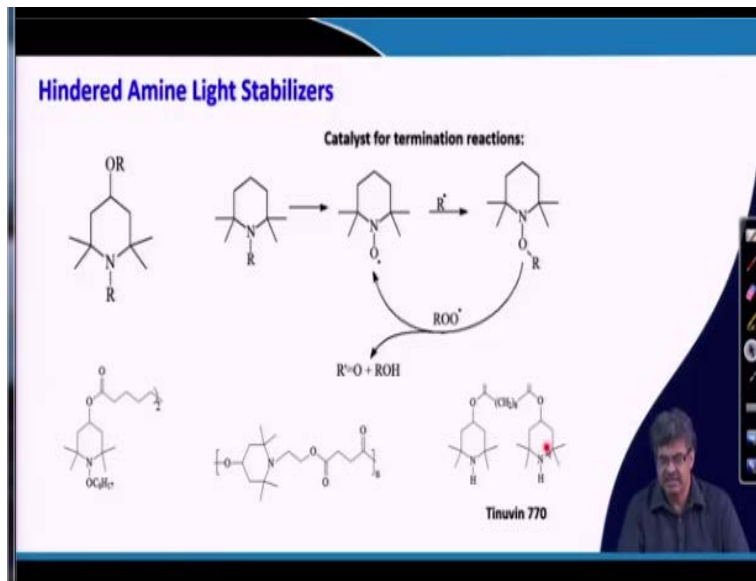 Hindered Amine Light Stabilizers
Catalyst for termination reactions:
OR
N
R
N
R
N
O
R•
N
O
R
ROO•
R'=O + ROH
O
O
N
OC₈H₁₇
2
O
N
O
O
O
n
O
(CH₂)₈
O
N
H
N
H
Tinuvin 770